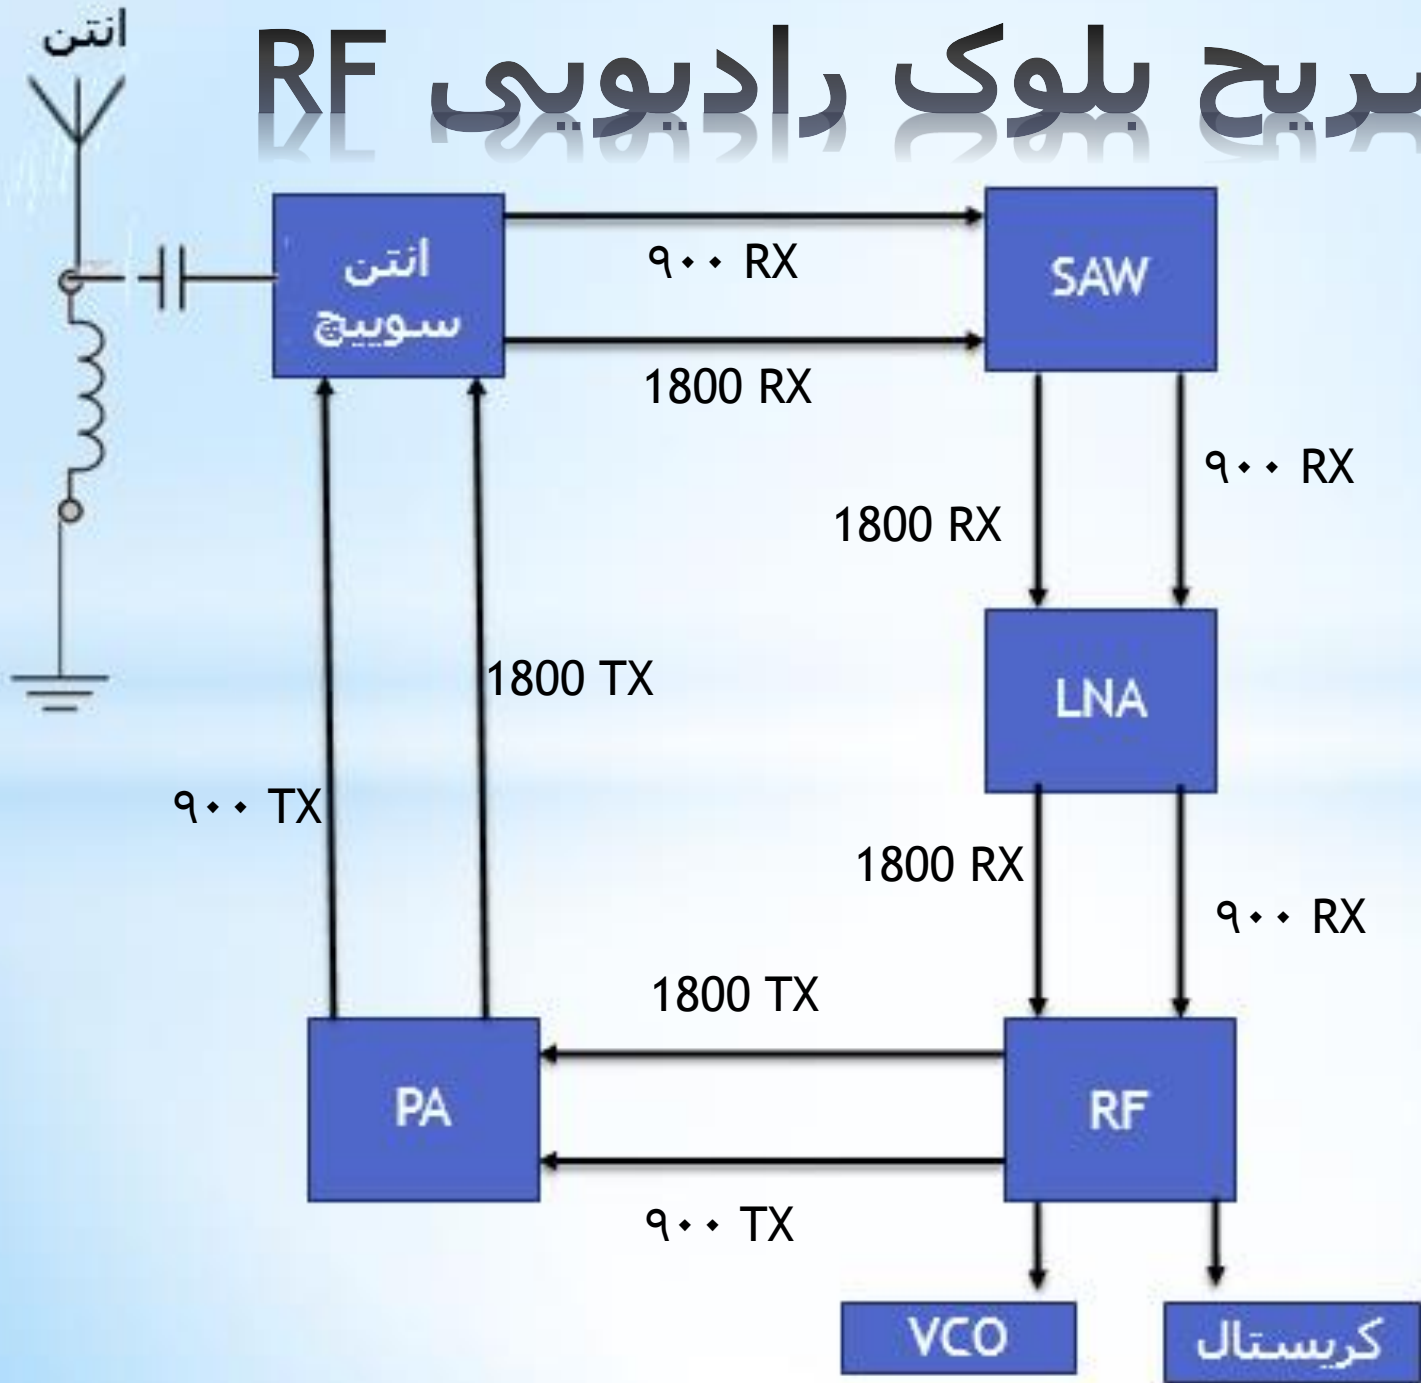 انتن
بلوک رادیویی RF
انتن
سوییچ
۹۰۰ RX
SAW
1800 RX
۹۰۰ RX
1800 RX
1800 TX
LNA
۹۰۰ TX
1800 RX
۹۰۰ RX
1800 TX
PA
RF
۹۰۰ TX
VCO
کریستال